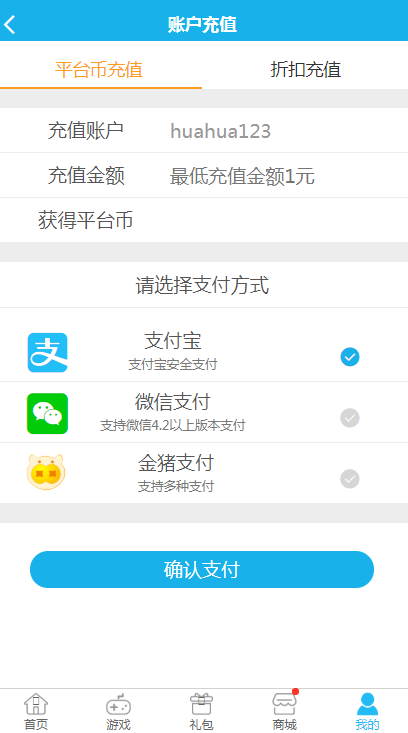 账户充值
平台币充值 折扣充值
充值账户 huahua123
充值金额 最低充值金额1元
获得平台币
请选择支付方式
支
支付宝
支付宝安全支付
微信支付
支持微信4.2以上版本支付
金猪支付
支持多种支付
确认支付
首页 游戏 礼包 商城 我的